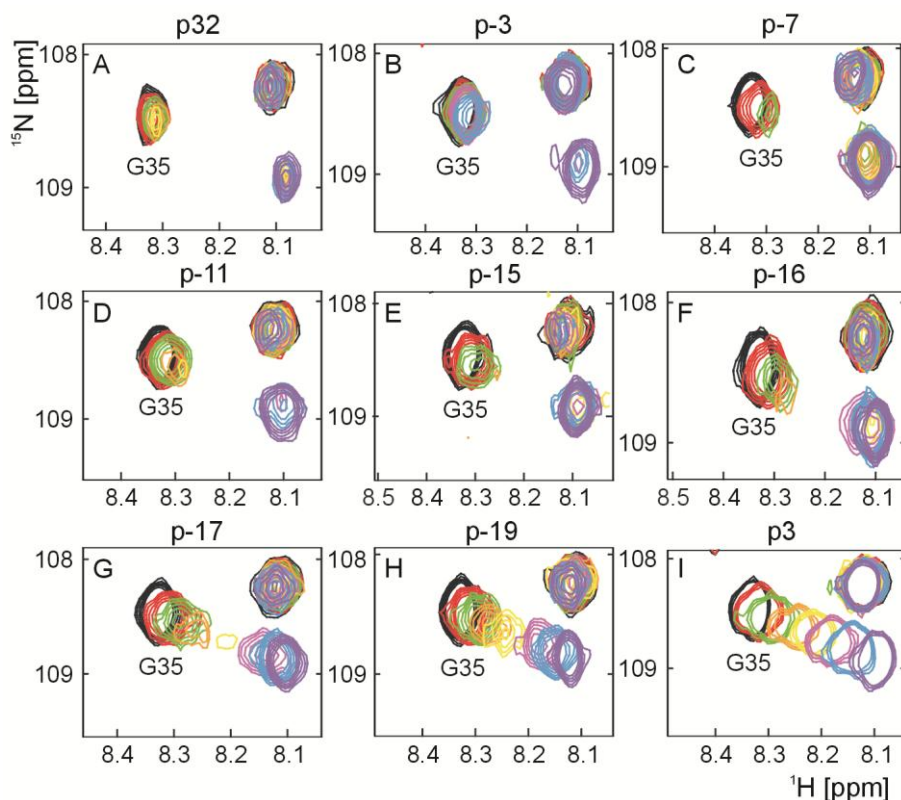 p32 p-3 p-7
108 A 108 B 108 C
¹⁵N [ppm]
G35 G35 G35
109 109 109
8.4 8.3 8.2 8.1 8.4 8.3 8.2 8.1 8.4 8.3 8.2 8.1
p-11 p-15 p-16
108 D 108 E 108 F
G35 G35 G35
109 109 109
8.4 8.3 8.2 8.1 8.5 8.4 8.3 8.2 8.1 8.5 8.4 8.3 8.2 8.1
p-17 p-19 p3
108 G 108 H 108 I
G35 G35 G35
109 109 109
8.4 8.3 8.2 8.1 8.4 8.3 8.2 8.1 8.4 8.3 8.2 8.1
¹H [ppm]